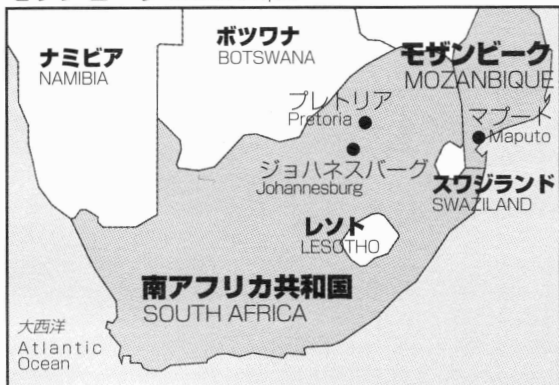 ナミビア
NAMIBIA
ボツワナ
BOTSWANA
モザンビーク
MOZANBIQUE
プレトリア
Pretoria
マプート
Maputo
ジョハネスバーグ
Johannesburg
スワジランド
SWAZILAND
レソト
LESOTHO
南アフリカ共和国
SOUTH AFRICA
大西洋
Atlantic
Ocean